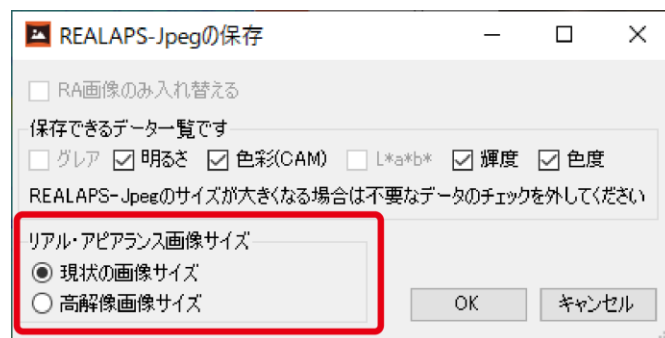 REALAPS-Jpegの保存
RA画像のみ入れ替える
保存できるデーター覧です
グレア 明るさ 色彩(CAM) L*a*b* 輝度 色度
REALAPS-Jpegのサイズが大きくなる場合は不要なデータのチェックを外してください
リアル・アピアランス画像サイズ
現状の画像サイズ
高解像画像サイズ
OK キャンセル